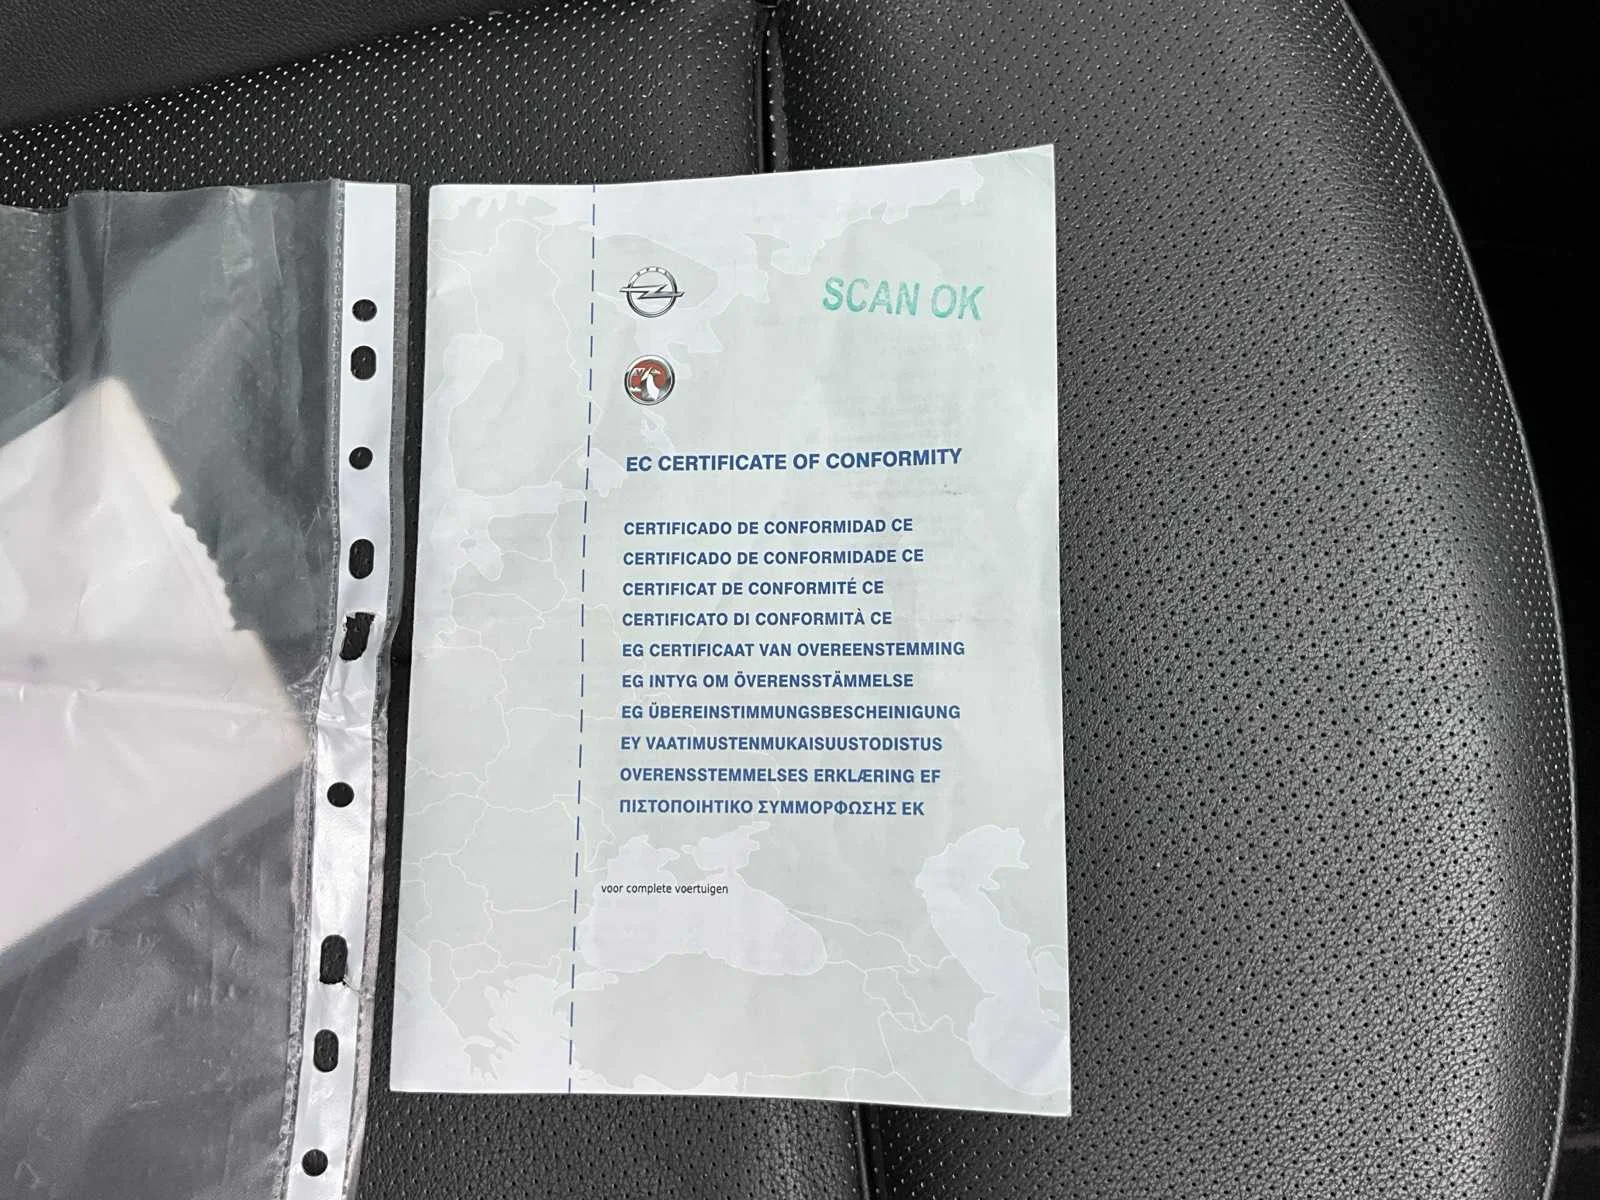 OPEL
SCAN OK
EC CERTIFICATE OF CONFORMITY
CERTIFICADO DE CONFORMIDAD CE
CERTIFICADO DE CONFORMIDADE CE
CERTIFICAT DE CONFORMITÉ CE
CERTIFICATO DI CONFORMITÀ CE
EG CERTIFICAAT VAN OVEREENSTEMMING
EG INTYG OM ÖVERENSSTÄMMELSE
EG ÜBEREINSTIMMUNGSBESCHEINIGUNG
EY VAATIMUSTENMUKAISUUSTODISTUS
OVERENSSTEMMELSES ERKLÆRING EF
ΠΙΣΤΟΠΟΙΗΤΙΚΟ ΣΥΜΜΟΡΦΩΣΗΣ ΕΚ
voor complete voertuigen